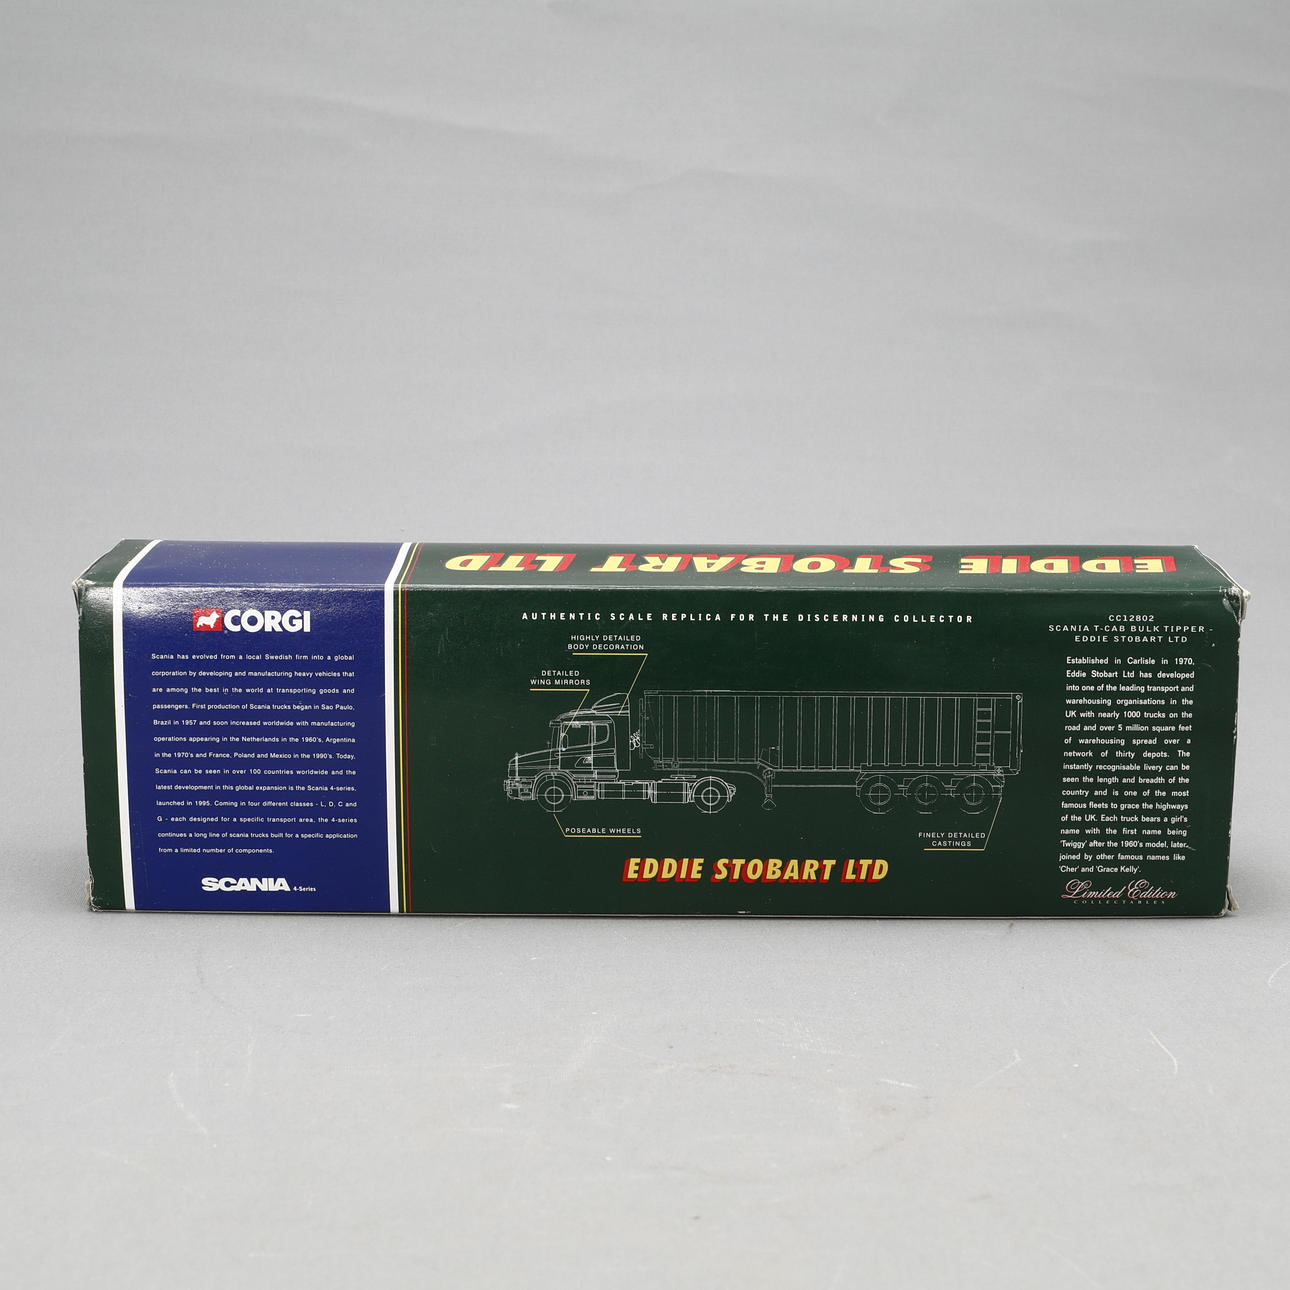 EDDIE STOBART LTD
CORGI
Scania has evolved from a local Swedish firm into a global
corporation by developing and manufacturing heavy vehicles that
are among the best in the world at transporting goods and
passengers. First production of Scania trucks began in Sao Paulo,
Brazil in 1957 and soon increased worldwide with manufacturing
operations appearing in the Netherlands in the 1960's, Argentina
in the 1970's and France, Poland and Mexico in the 1990's. Today,
Scania can be seen in over 100 countries worldwide and the
latest development in this global expansion is the Scania 4-series,
launched in 1995. Coming in four different classes - L, D, C and
G - each designed for a specific transport area, the 4-series
continues a long line of scania trucks built for a specific application
from a limited number of components.
SCANIA 4-Series
AUTHENTIC SCALE REPLICA FOR THE DISCERNING COLLECTOR
HIGHLY DETAILED
BODY DECORATION
DETAILED
WING MIRRORS
POSEABLE WHEELS
FINELY DETAILED
CASTINGS
EDDIE STOBART LTD
CC12802
SCANIA T-CAB BULK TIPPER -
EDDIE STOBART LTD
Established in Carlisle in 1970,
Eddie Stobart Ltd has developed
into one of the leading transport and
warehousing organisations in the
UK with nearly 1000 trucks on the
road and over 5 million square feet
of warehousing spread over a
network of thirty depots. The
instantly recognisable livery can be
seen the length and breadth of the
country and is one of the most
famous fleets to grace the highways
of the UK. Each truck bears a girl's
name with the first name being
'Twiggy' after the 1960's model, later
joined by other famous names like
'Cher' and 'Grace Kelly'.
Limited Edition
COLLECTABLES